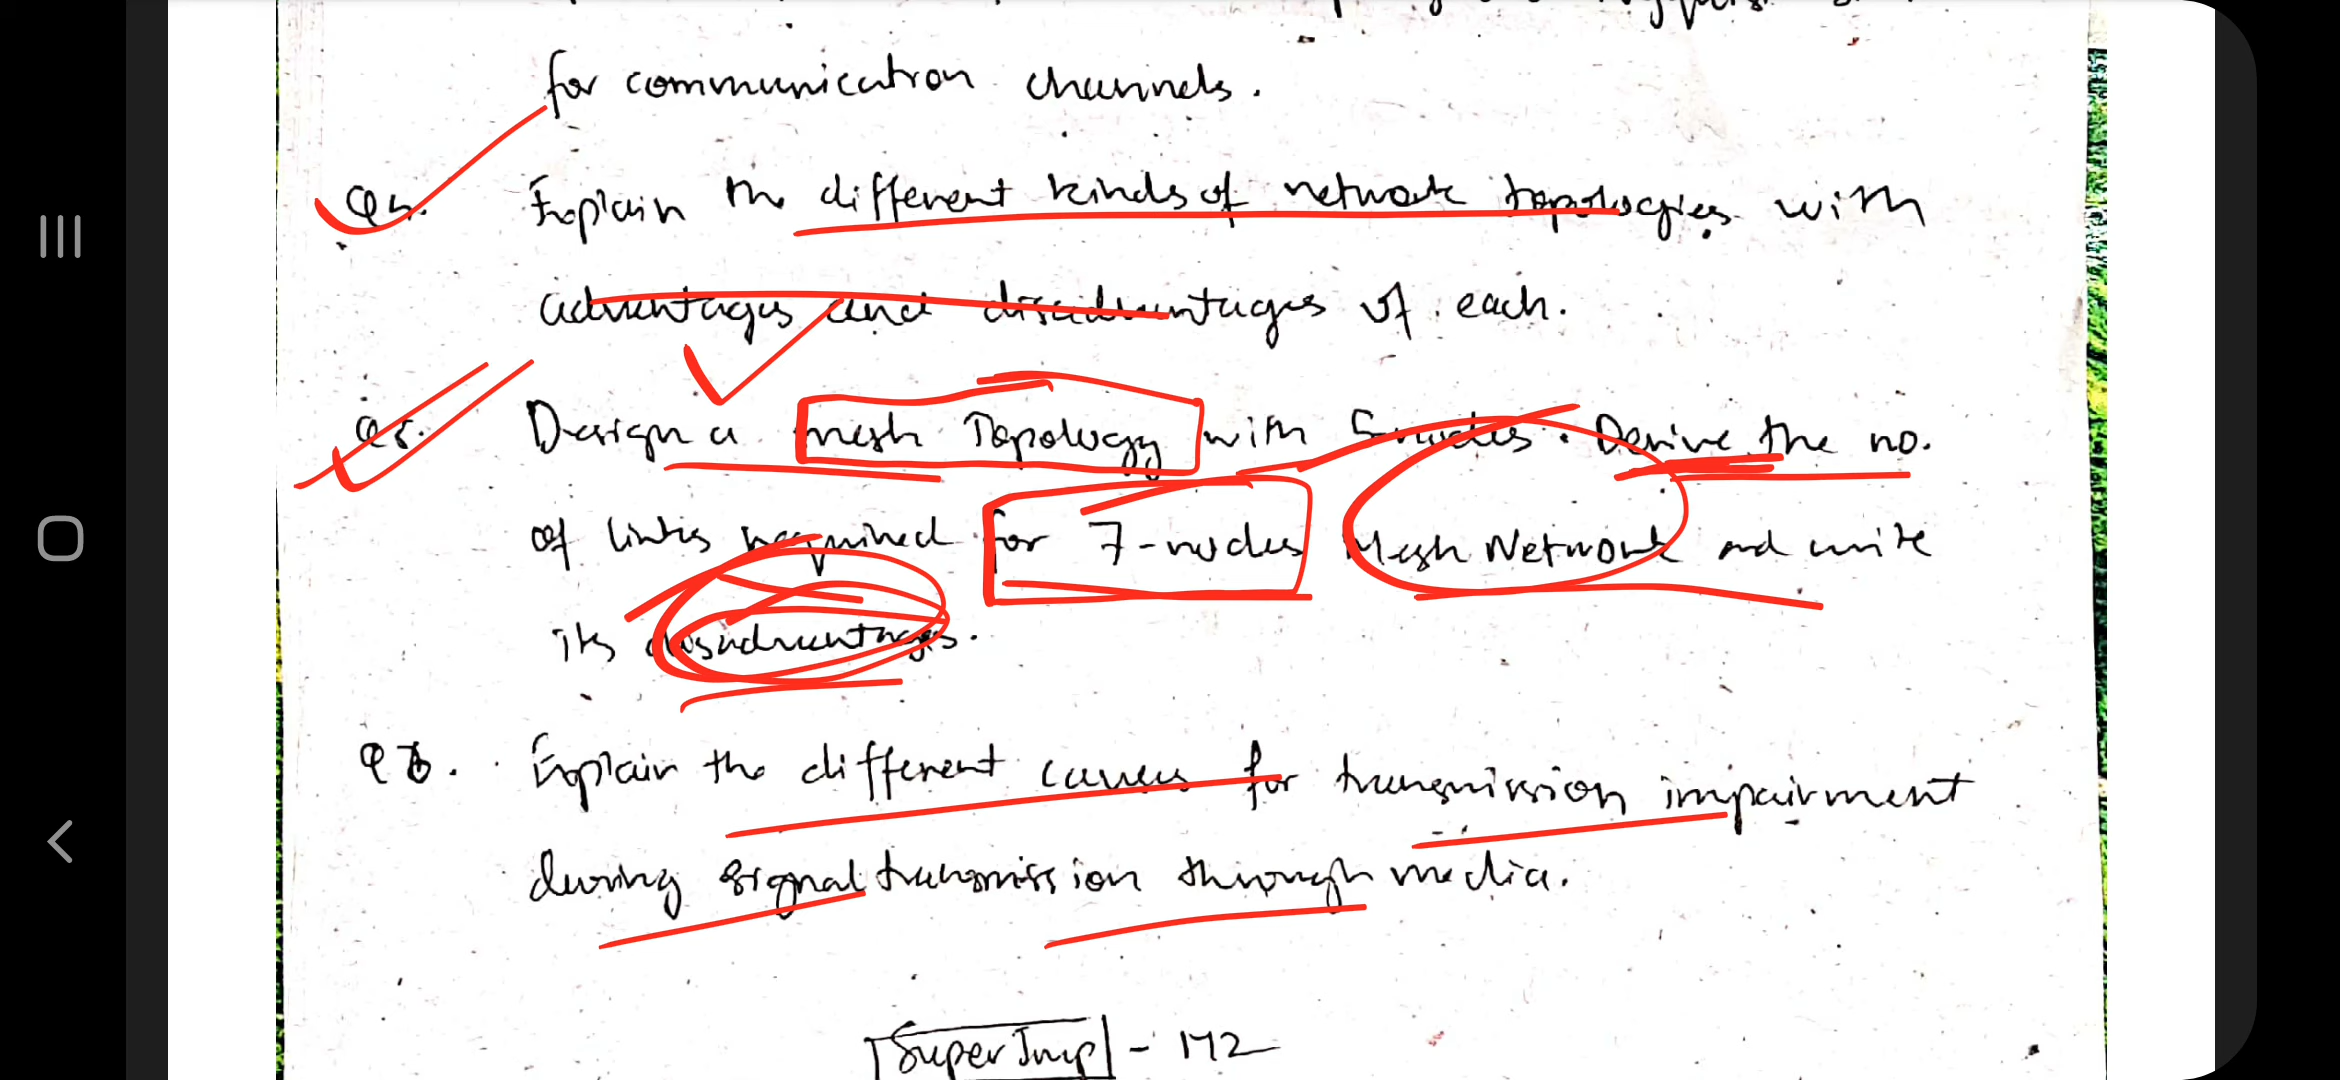 for communication channels.
Q4. Explain the different kinds of network topologies with
advantages and disadvantages of each.
Q5. Design a mesh Topology with 5 nodes. Derive the no.
of links required for 7-nodes Mesh Network and write
its disadvantages.
Q6. Explain the different causes for transmission impairment
during signal transmission through media.
Super Imp - M2